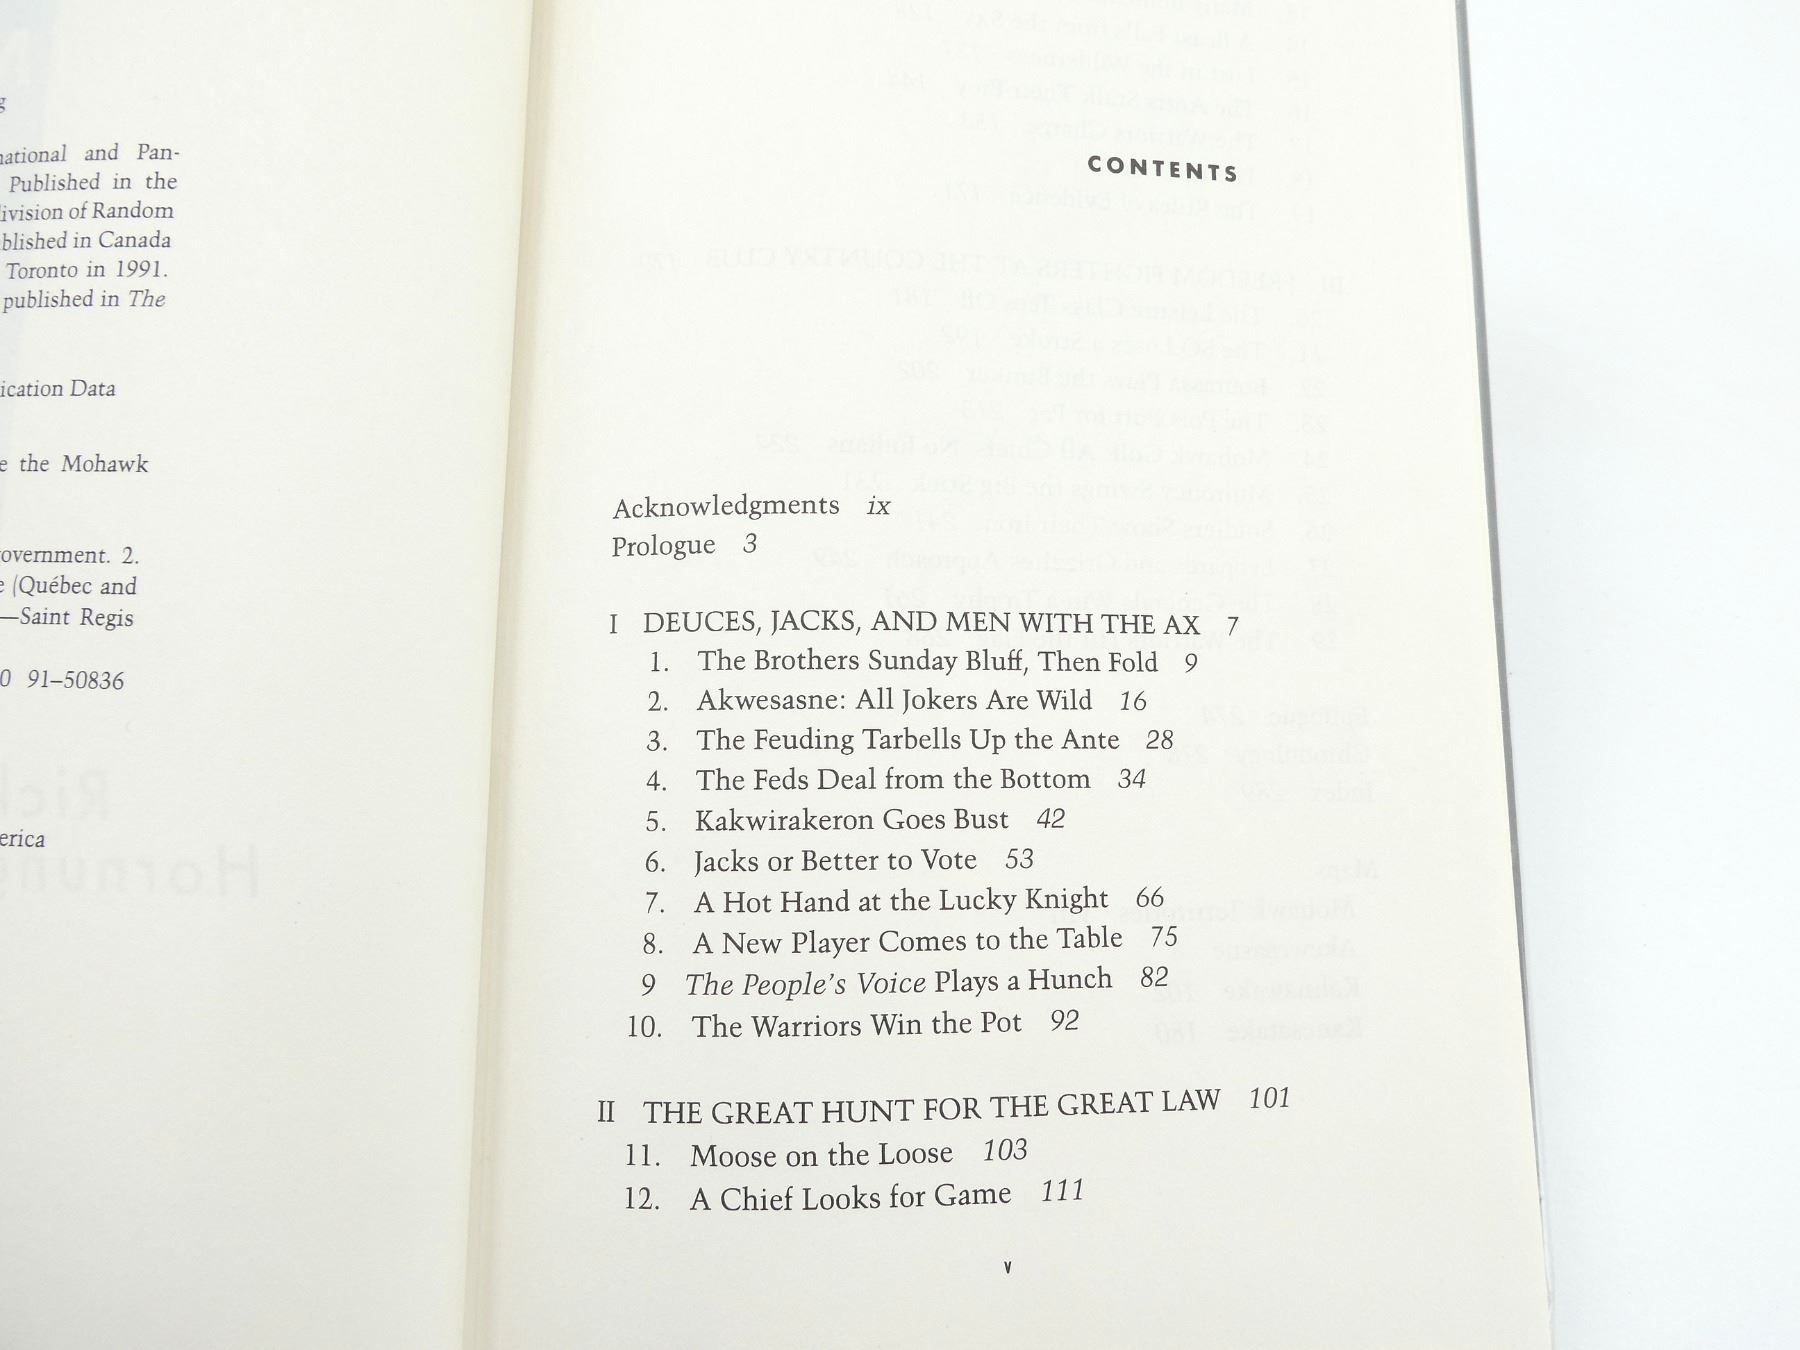 national and Pan-
Published in the
division of Random
published in Canada
Toronto in 1991.
published in The
ication Data
the Mohawk
overnment. 2.
(Québec and
—Saint Regis
91–50836
erica
CONTENTS
Acknowledgments ix
Prologue 3
I DEUCES, JACKS, AND MEN WITH THE AX 7
1. The Brothers Sunday Bluff, Then Fold 9
2. Akwesasne: All Jokers Are Wild 16
3. The Feuding Tarbells Up the Ante 28
4. The Feds Deal from the Bottom 34
5. Kakwirakeron Goes Bust 42
6. Jacks or Better to Vote 53
7. A Hot Hand at the Lucky Knight 66
8. A New Player Comes to the Table 75
9 The People's Voice Plays a Hunch 82
10. The Warriors Win the Pot 92
II THE GREAT HUNT FOR THE GREAT LAW 101
11. Moose on the Loose 103
12. A Chief Looks for Game 111
v